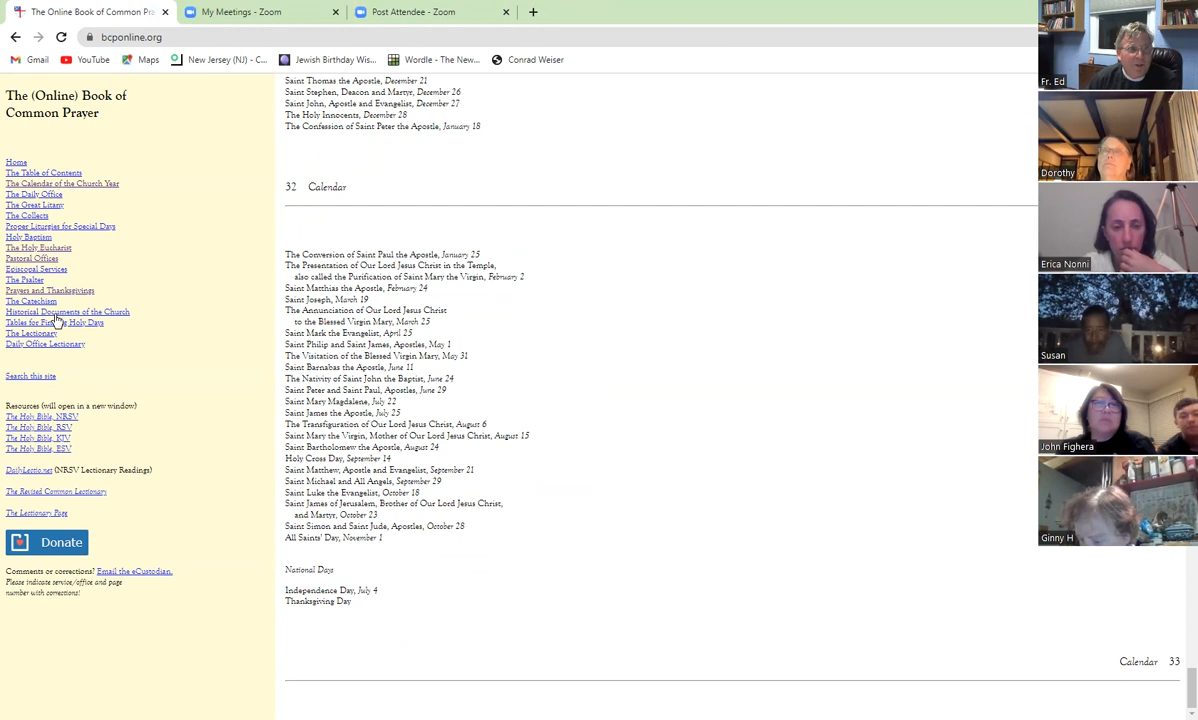 The Online Book of Common Pra
My Meetings - Zoom
Post Attendee - Zoom
bcponline.org
Gmail
YouTube
Maps
New Jersey (NJ) - C...
Jewish Birthday Wis...
Wordle - The New...
Conrad Weiser
The (Online) Book of
Common Prayer
Home
The Table of Contents
The Calendar of the Church Year
The Daily Office
The Great Litany
The Collects
Proper Liturgies for Special Days
Holy Baptism
The Holy Eucharist
Pastoral Offices
Episcopal Services
The Psalter
Prayers and Thanksgivings
The Catechism
Historical Documents of the Church
Tables for Holy Days
The Lectionary
Daily Office Lectionary
Search this site
Resources (will open in a new window)
The Holy Bible, NRSV
The Holy Bible, RSV
The Holy Bible, KJV
The Holy Bible, ESV
DailyLectio.net (NRSV Lectionary Readings)
The Revised Common Lectionary
The Lectionary Page
Donate
Comments or corrections? Email the eCustodian.
Please indicate service/office and page
number with corrections!
Saint Thomas the Apostle, December 21
Saint Stephen, Deacon and Martyr, December 26
Saint John, Apostle and Evangelist, December 27
The Holy Innocents, December 28
The Confession of Saint Peter the Apostle, January 18
32 Calendar
The Conversion of Saint Paul the Apostle, January 25
The Presentation of Our Lord Jesus Christ in the Temple,
also called the Purification of Saint Mary the Virgin, February 2
Saint Matthias the Apostle, February 24
Saint Joseph, March 19
The Annunciation of Our Lord Jesus Christ
to the Blessed Virgin Mary, March 25
Saint Mark the Evangelist, April 25
Saint Philip and Saint James, Apostles, May 1
The Visitation of the Blessed Virgin Mary, May 31
Saint Barnabas the Apostle, June 11
The Nativity of Saint John the Baptist, June 24
Saint Peter and Saint Paul, Apostles, June 29
Saint Mary Magdalene, July 22
Saint James the Apostle, July 25
The Transfiguration of Our Lord Jesus Christ, August 6
Saint Mary the Virgin, Mother of Our Lord Jesus Christ, August 15
Saint Bartholomew the Apostle, August 24
Holy Cross Day, September 14
Saint Matthew, Apostle and Evangelist, September 21
Saint Michael and All Angels, September 29
Saint Luke the Evangelist, October 18
Saint James of Jerusalem, Brother of Our Lord Jesus Christ,
and Martyr, October 23
Saint Simon and Saint Jude, Apostles, October 28
All Saints' Day, November 1
National Days
Independence Day, July 4
Thanksgiving Day
Calendar 33
Fr. Ed
Dorothy
Erica Nonni
Susan
John Fighera
Ginny H